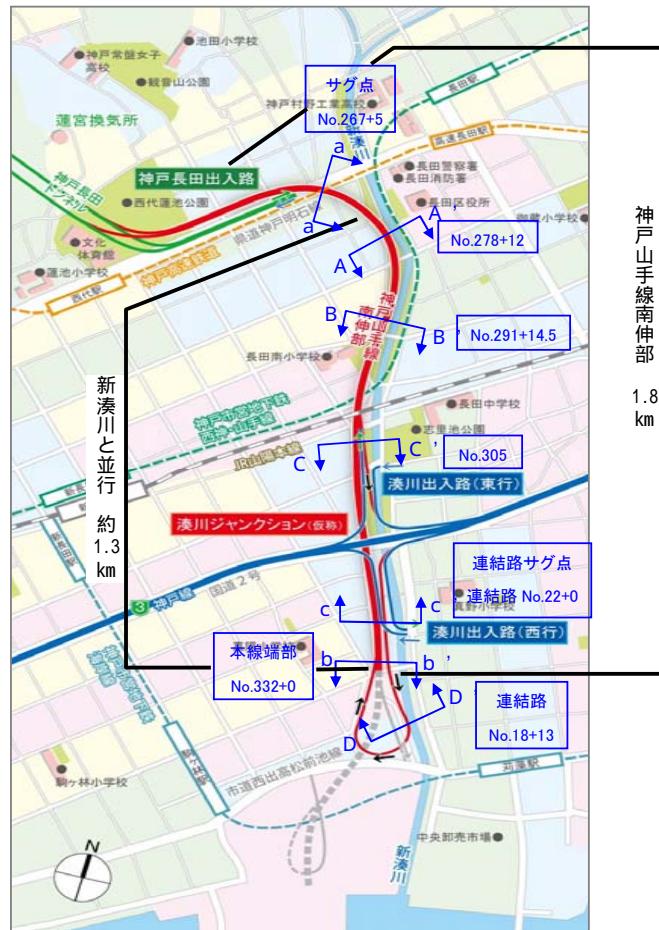 池田小学校
神戸常盤女子
高校
観音山公園
サグ点
No.267+5
神戸村野工業高校
長田駅
高速長田駅
新湊川
蓮宮換気所
神戸長田出入路
神戸長田
トンネル
西代蓮池公園
a
a'
長田警察署
長田消防署
長田区役所
御蔵小学校
県道神戸明石線
文化
体育館
蓮池小学校
神戸高速鉄道
西代駅
A
A'
No.278+12
神戸山手線南伸部
1.8
km
神戸山手線
南伸部
B
B'
No.291+14.5
長田南小学校
神戸市営地下鉄
西神・山手線
新湊川と並行
約
1.3
km
長田中学校
志里池公園
C
C'
No.305
JR山陽本線
湊川出入路(東行)
新長田駅
湊川ジャンクション(仮称)
3 神戸線
国道2号
連結路サグ点
連結路 No.22+0
真野小学校
c
c'
湊川出入路(西行)
本線端部
No.332+0
b
b'
D
D'
連結路
No.18+13
駒ヶ林小学校
市道西出高松前池線
苅藻駅
中央卸売市場
新湊川
N